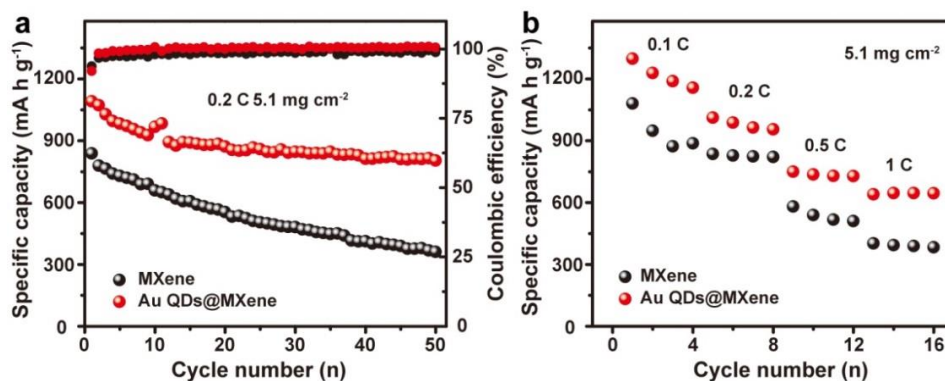 a
Specific capacity (mA h g⁻¹)
1200
900
600
300
0
0.2 C 5.1 mg cm⁻²
MXene
Au QDs@MXene
100
75
50
25
0
Coulombic efficiency (%)
0 10 20 30 40 50
Cycle number (n)
b
Specific capacity (mA h g⁻¹)
1200
900
600
300
0
0.1 C
5.1 mg cm⁻²
0.2 C
0.5 C
1 C
MXene
Au QDs@MXene
0 4 8 12 16
Cycle number (n)